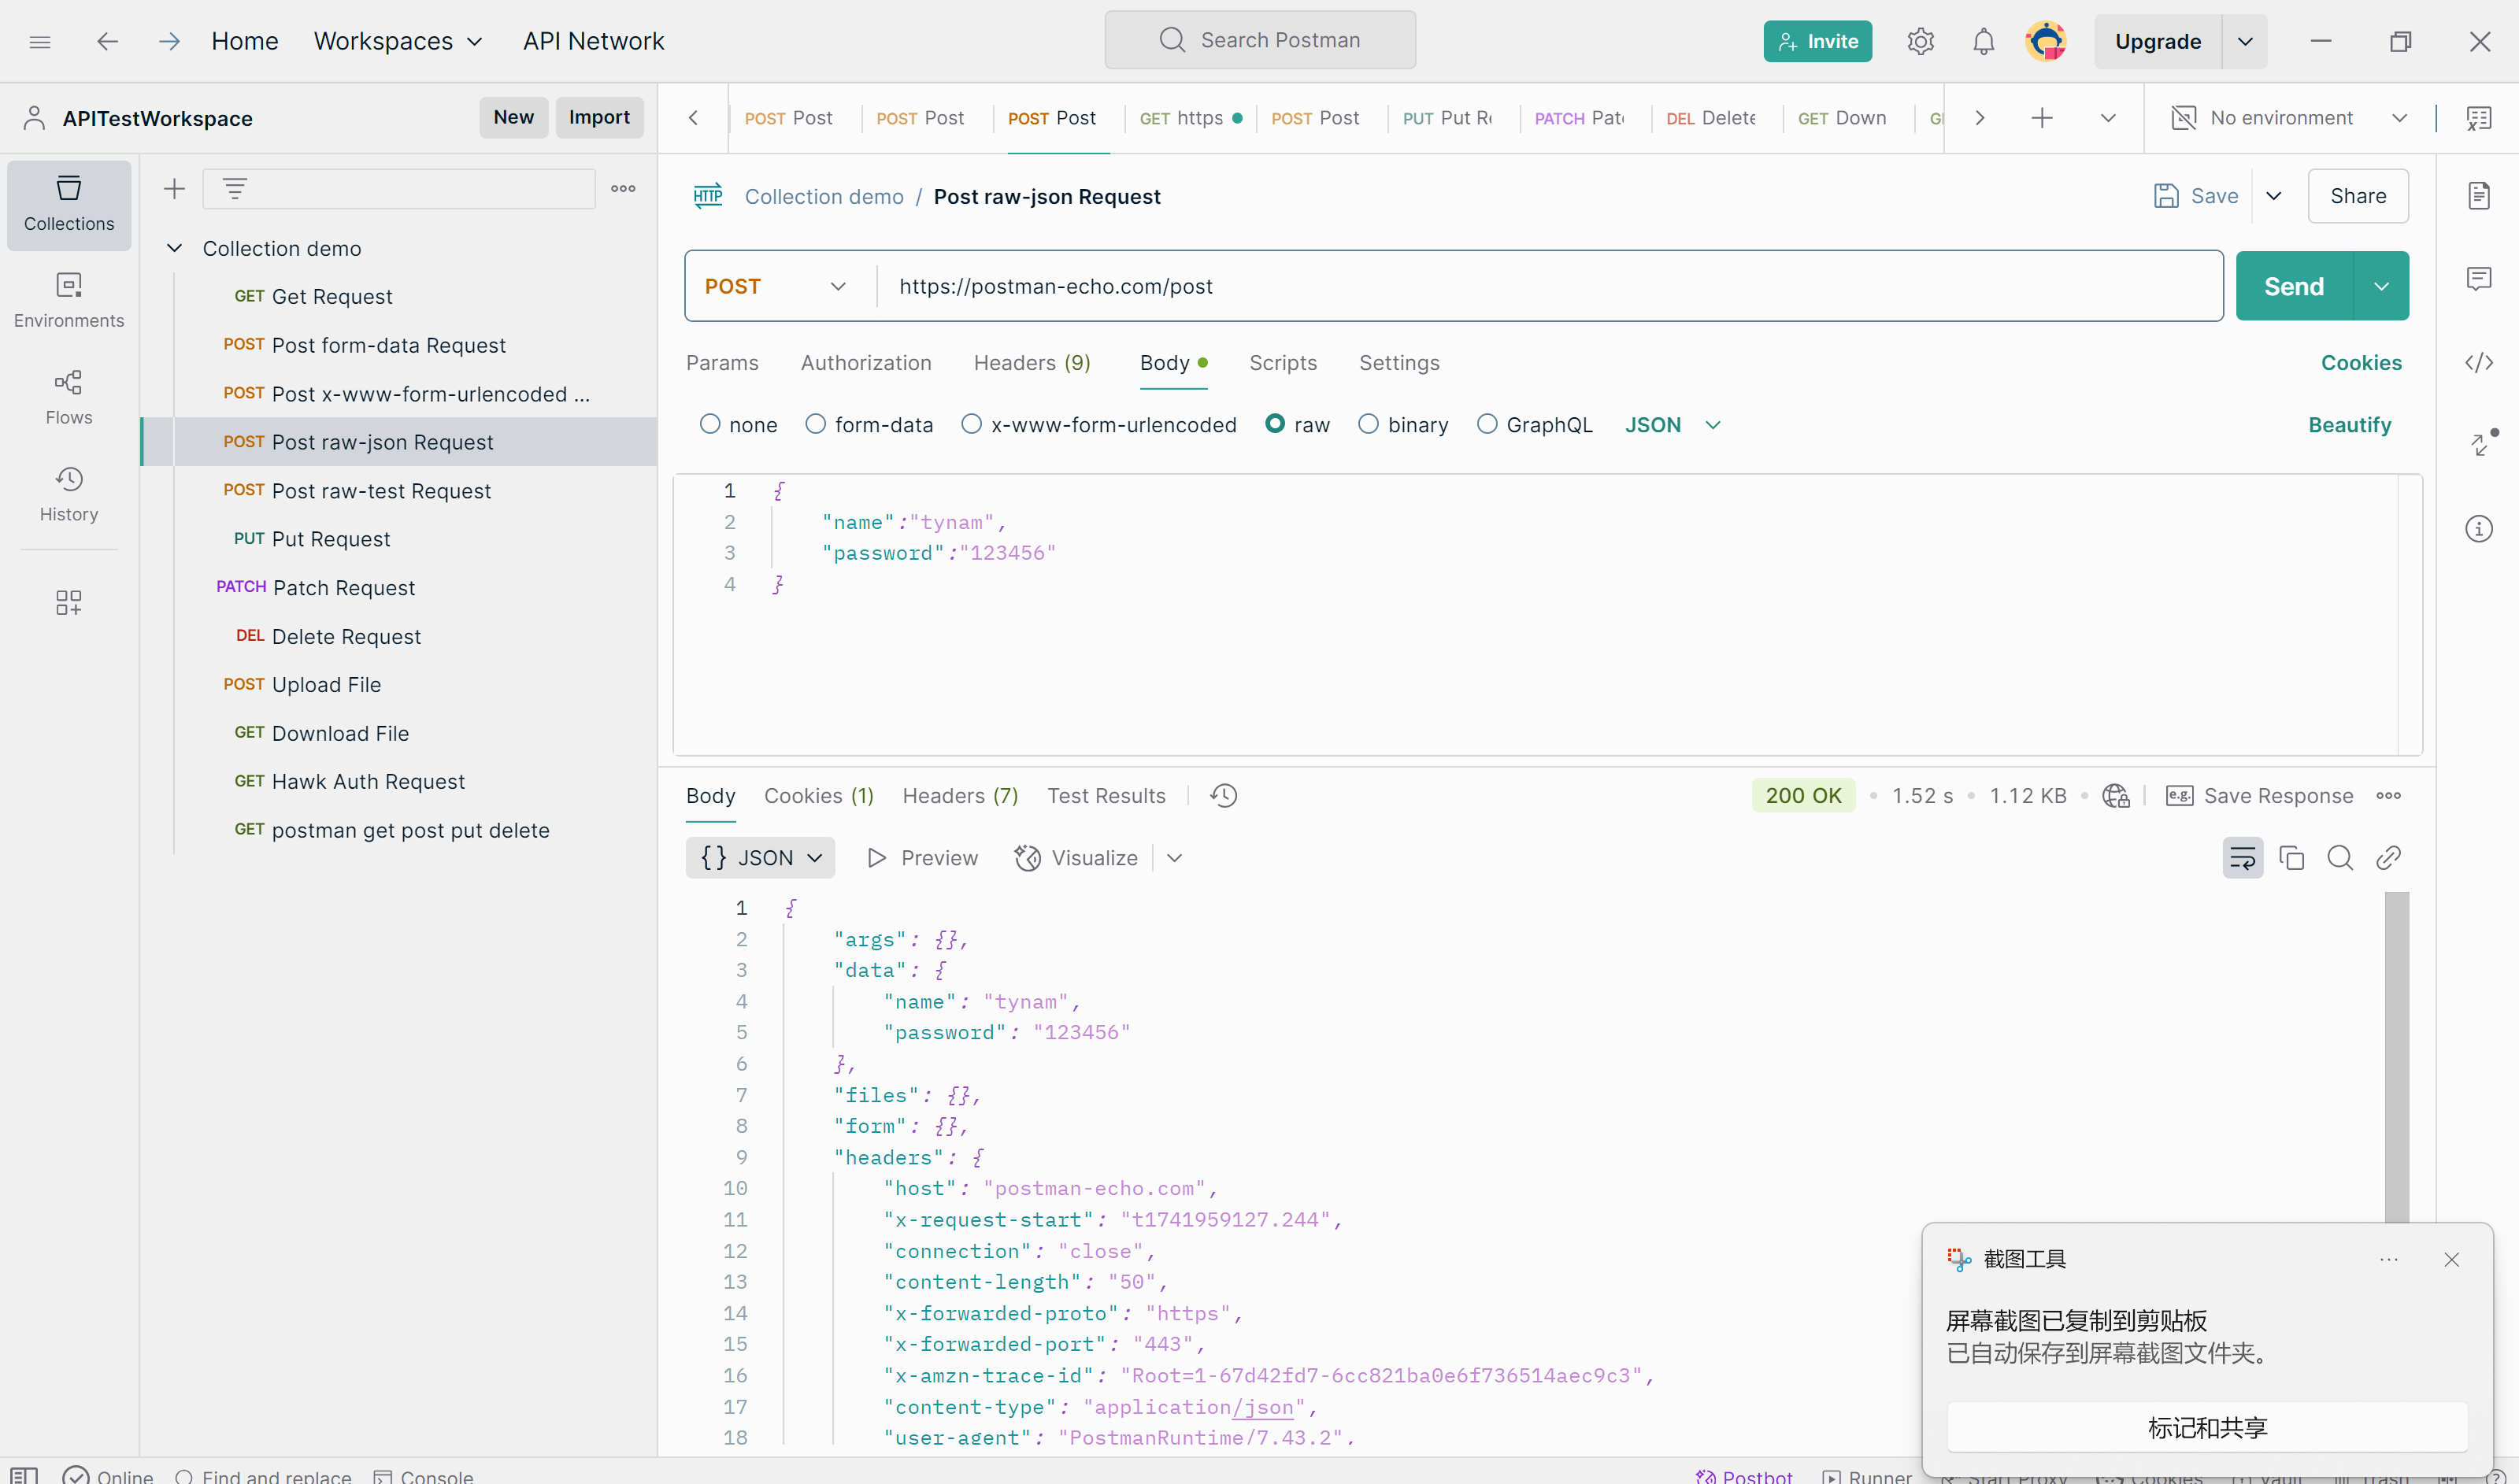 Home Workspaces API Network Search Postman Invite Upgrade
APITestWorkspace New Import
POST Post POST Post POST Post GET https POST Post PUT Put Re PATCH Pat DEL Delete GET Down No environment
Collections
Environments
Flows
History
Collection demo
GET Get Request
POST Post form-data Request
POST Post x-www-form-urlencoded ...
POST Post raw-json Request
POST Post raw-test Request
PUT Put Request
PATCH Patch Request
DEL Delete Request
POST Upload File
GET Download File
GET Hawk Auth Request
GET postman get post put delete
HTTP Collection demo / Post raw-json Request Save Share
POST https://postman-echo.com/post Send
Params Authorization Headers (9) Body Scripts Settings Cookies
none form-data x-www-form-urlencoded raw binary GraphQL JSON Beautify
1 {
2 "name":"tynam",
3 "password":"123456"
4 }
Body Cookies (1) Headers (7) Test Results 200 OK • 1.52 s • 1.12 KB • e.g. Save Response
{} JSON Preview Visualize
1 {
2 "args": {},
3 "data": {
4 "name": "tynam",
5 "password": "123456"
6 },
7 "files": {},
8 "form": {},
9 "headers": {
10 "host": "postman-echo.com",
11 "x-request-start": "t1741959127.244",
12 "connection": "close",
13 "content-length": "50",
14 "x-forwarded-proto": "https",
15 "x-forwarded-port": "443",
16 "x-amzn-trace-id": "Root=1-67d42fd7-6cc821ba0e6f736514aec9c3",
17 "content-type": "application/json",
18 "user-agent": "PostmanRuntime/7.43.2",
截图工具
屏幕截图已复制到剪贴板
已自动保存到屏幕截图文件夹。
标记和共享
Online Find and replace Console Postbot Runner Start Proxy Cookies Vault Trash